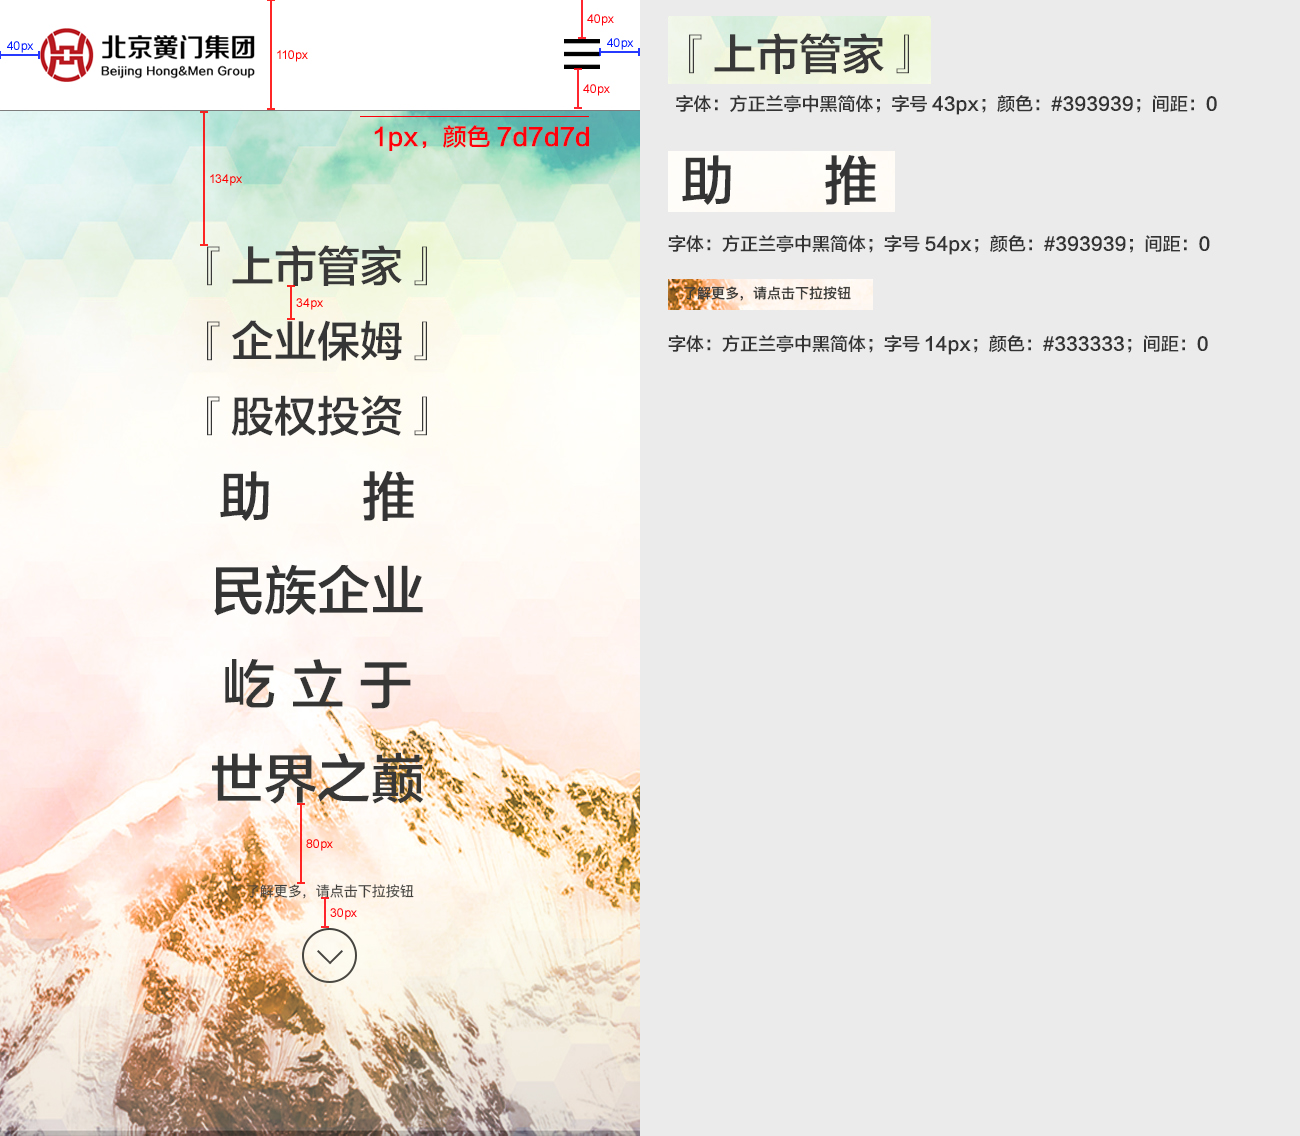 40px
北京黉门集团
Beijing Hong&Men Group
110px
40px
40px
40px
1px，颜色 7d7d7d
134px
『 上市管家 』
34px
『 企业保姆 』
『 股权投资 』
助 推
民族企业
屹 立 于
世界之巅
80px
了解更多，请点击下拉按钮
30px
『 上市管家 』
字体：方正兰亭中黑简体；字号 43px；颜色：#393939；间距：0
助 推
字体：方正兰亭中黑简体；字号 54px；颜色：#393939；间距：0
了解更多，请点击下拉按钮
字体：方正兰亭中黑简体；字号 14px；颜色：#333333；间距：0